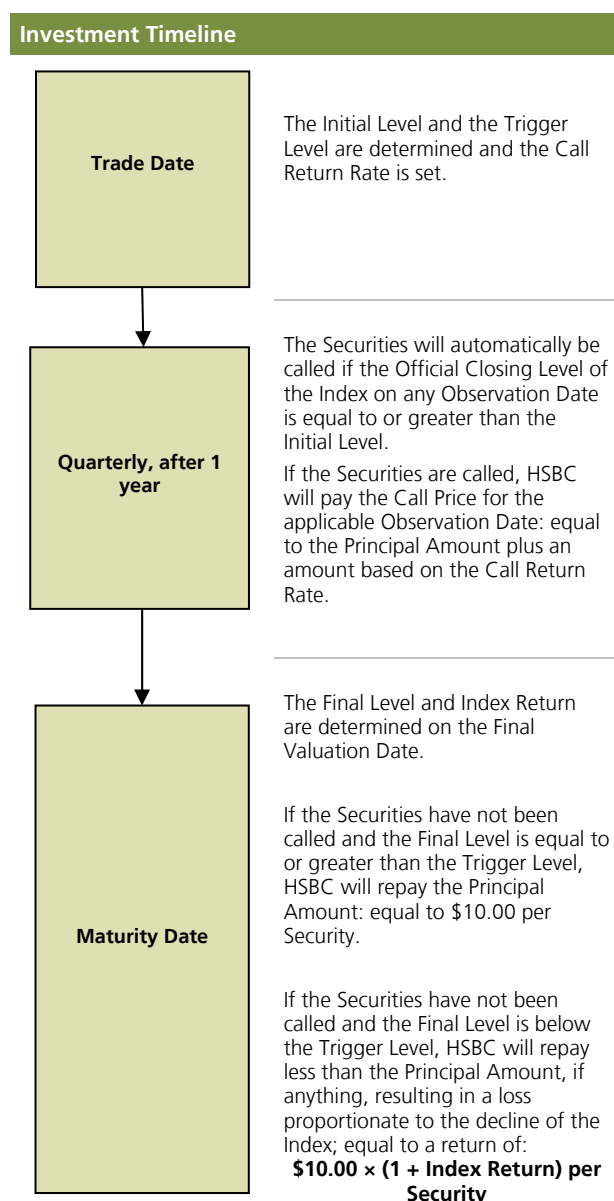 Investment Timeline
Trade Date
The Initial Level and the Trigger
Level are determined and the Call
Return Rate is set.
Quarterly, after 1
year
The Securities will automatically be
called if the Official Closing Level of
the Index on any Observation Date
is equal to or greater than the
Initial Level.
If the Securities are called, HSBC
will pay the Call Price for the
applicable Observation Date: equal
to the Principal Amount plus an
amount based on the Call Return
Rate.
Maturity Date
The Final Level and Index Return
are determined on the Final
Valuation Date.
If the Securities have not been
called and the Final Level is equal to
or greater than the Trigger Level,
HSBC will repay the Principal
Amount: equal to $10.00 per
Security.
If the Securities have not been
called and the Final Level is below
the Trigger Level, HSBC will repay
less than the Principal Amount, if
anything, resulting in a loss
proportionate to the decline of the
Index; equal to a return of:
$10.00 × (1 + Index Return) per
Security